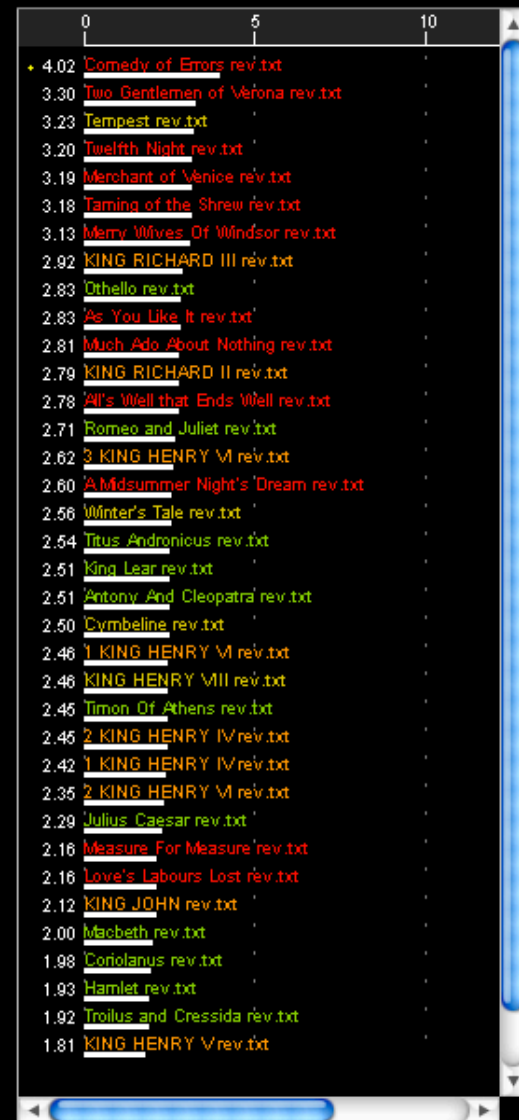 0 5 10
4.02 Comedy of Errors rev.txt
3.30 Two Gentlemen of Verona rev.txt
3.23 Tempest rev.txt
3.20 Twelfth Night rev.txt
3.19 Merchant of Venice rev.txt
3.18 Taming of the Shrew rev.txt
3.13 Merry Wives Of Windsor rev.txt
2.92 KING RICHARD III rev.txt
2.83 Othello rev.txt
2.83 As You Like It rev.txt
2.81 Much Ado About Nothing rev.txt
2.79 KING RICHARD II rev.txt
2.78 All's Well that Ends Well rev.txt
2.71 Romeo and Juliet rev.txt
2.62 3 KING HENRY VI rev.txt
2.60 A Midsummer Night's Dream rev.txt
2.56 Winter's Tale rev.txt
2.54 Titus Andronicus rev.txt
2.51 King Lear rev.txt
2.51 Antony And Cleopatra rev.txt
2.50 Cymbeline rev.txt
2.46 1 KING HENRY VI rev.txt
2.46 KING HENRY VIII rev.txt
2.45 Timon Of Athens rev.txt
2.45 2 KING HENRY IV rev.txt
2.42 1 KING HENRY IV rev.txt
2.35 2 KING HENRY VI rev.txt
2.29 Julius Caesar rev.txt
2.16 Measure For Measure rev.txt
2.16 Love's Labours Lost rev.txt
2.12 KING JOHN rev.txt
2.00 Macbeth rev.txt
1.98 Coriolanus rev.txt
1.93 Hamlet rev.txt
1.92 Troilus and Cressida rev.txt
1.81 KING HENRY V rev.txt